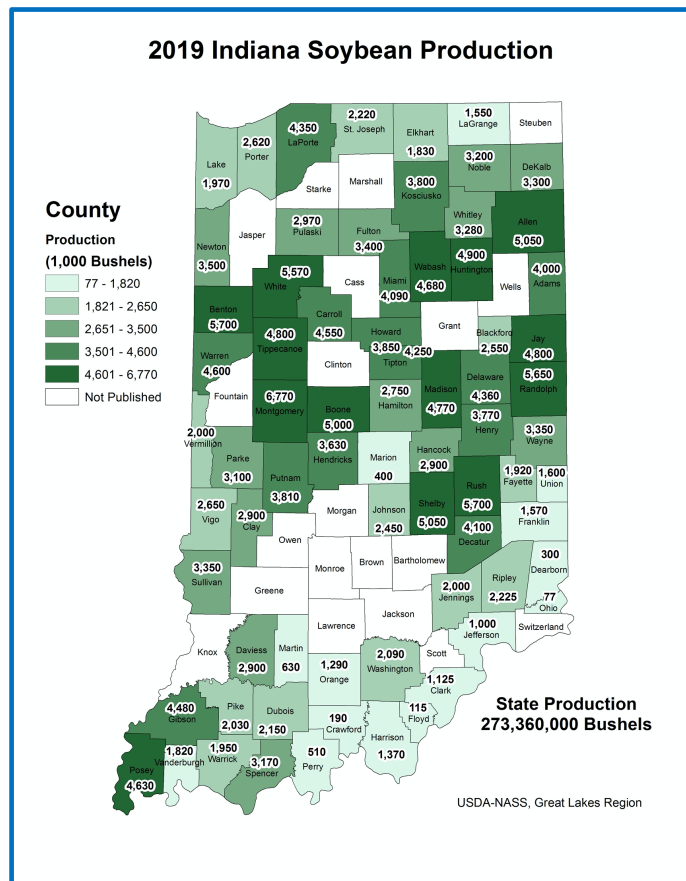 2019 Indiana Soybean Production
County
Production
(1,000 Bushels)
77 - 1,820
1,821 - 2,650
2,651 - 3,500
3,501 - 4,600
4,601 - 6,770
Not Published
Lake
1,970
2,620
Porter
4,350
LaPorte
2,220
St. Joseph
Elkhart
1,830
1,550
LaGrange
Steuben
Starke
Marshall
3,800
Kosciusko
3,200
Noble
DeKalb
3,300
Newton
3,500
Jasper
2,970
Pulaski
Fulton
3,400
Whitley
3,280
Allen
5,050
5,570
White
Cass
Miami
4,090
Wabash
4,680
4,900
Huntington
Wells
4,000
Adams
Benton
5,700
4,800
Tippecanoe
Carroll
4,550
Howard
3,850
4,250
Tipton
Grant
Blackford
2,550
Jay
4,800
Warren
4,600
Clinton
5,650
Randolph
Fountain
6,770
Montgomery
Boone
5,000
2,750
Hamilton
Madison
4,770
Delaware
4,360
3,770
Henry
2,000
Vermillion
Parke
3,100
Putnam
3,810
3,630
Hendricks
Marion
400
Hancock
2,900
3,350
Wayne
2,650
Vigo
2,900
Clay
Morgan
Johnson
2,450
Shelby
5,050
Rush
5,700
1,920
Fayette
1,600
Union
1,570
Franklin
3,350
Sullivan
Owen
Monroe
Brown
Bartholomew
4,100
Decatur
300
Dearborn
Greene
2,000
Jennings
Ripley
2,225
77
Ohio
Lawrence
Jackson
1,000
Jefferson
Switzerland
Knox
Daviess
2,900
Martin
630
1,290
Orange
2,090
Washington
Scott
1,125
Clark
4,480
Gibson
Pike
2,030
Dubois
2,150
190
Crawford
115
Floyd
Harrison
1,370
Posey
4,630
1,820
Vanderburgh
1,950
Warrick
3,170
Spencer
510
Perry
State Production
273,360,000 Bushels
USDA-NASS, Great Lakes Region